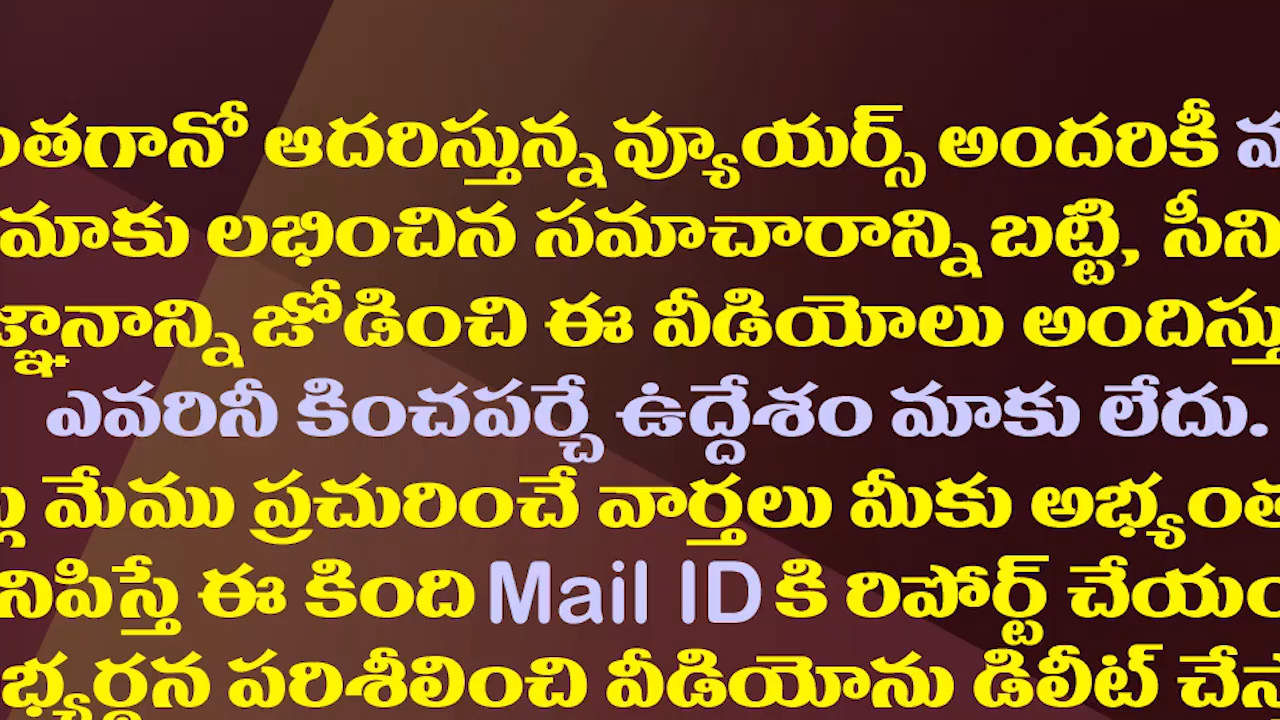 ంతగానో ఆదరిస్తున్న వ్యూయర్స్ అందరికీ
మాకు లభించిన సమాచారాన్ని బట్టి, సీని
జ్ఞానాన్ని జోడించి ఈ వీడియోలు అందిస్తు
ఎవరినీ కించపర్చే ఉద్దేశం మాకు లేదు.
మేము ప్రచురించే వార్తలు మీకు అభ్యంత
నిపిస్తే ఈ కింది Mail ID కి రిపోర్ట్ చేయం
భ్యర్థన పరిశీలించి వీడియోను డిలీట్ చేస